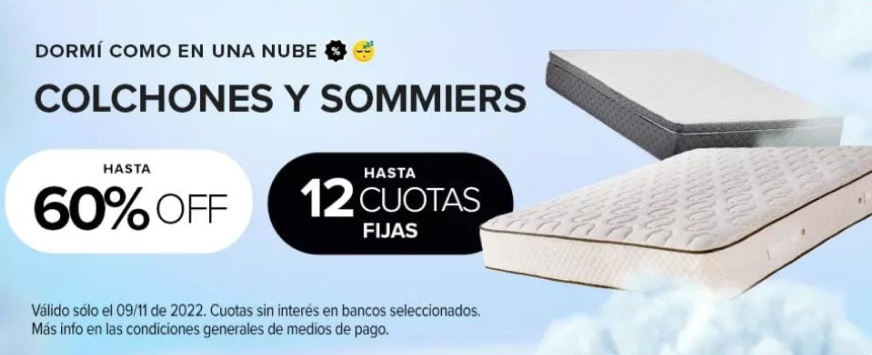 DORMÍ COMO EN UNA NUBE % 😴
COLCHONES Y SOMMIERS
HASTA
60% OFF
HASTA
12 CUOTAS
FIJAS
Válido sólo el 09/11 de 2022. Cuotas sin interés en bancos seleccionados.
Más info en las condiciones generales de medios de pago.